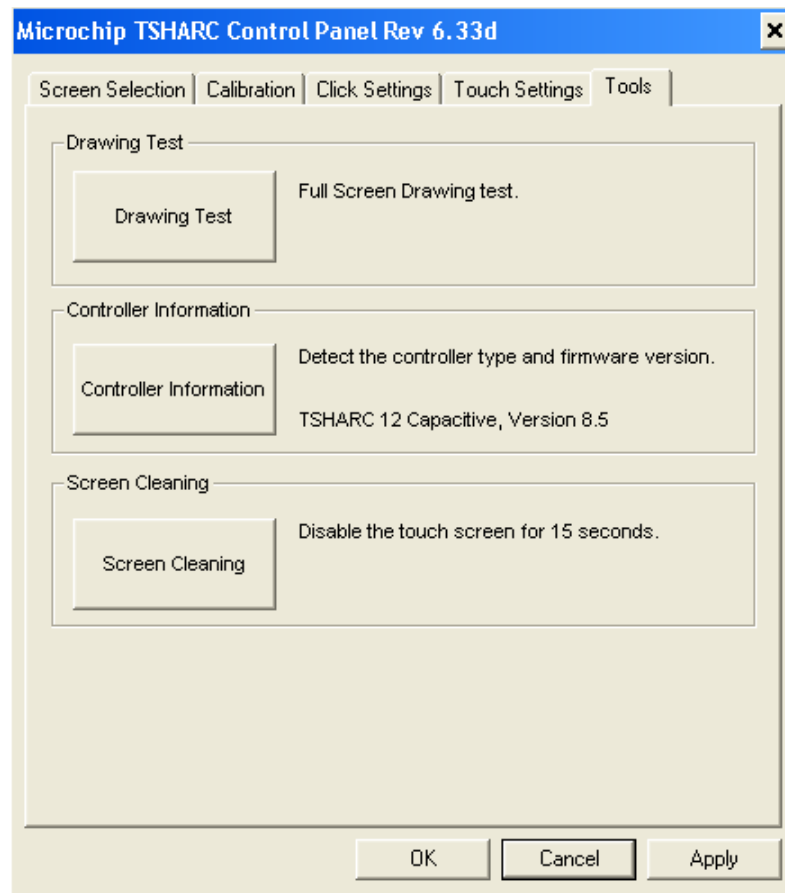 Microchip TSHARC Control Panel Rev 6.33d
Screen Selection Calibration Click Settings Touch Settings Tools
Drawing Test
Drawing Test
Full Screen Drawing test.
Controller Information
Controller Information
Detect the controller type and firmware version.
TSHARC 12 Capacitive, Version 8.5
Screen Cleaning
Screen Cleaning
Disable the touch screen for 15 seconds.
OK Cancel Apply